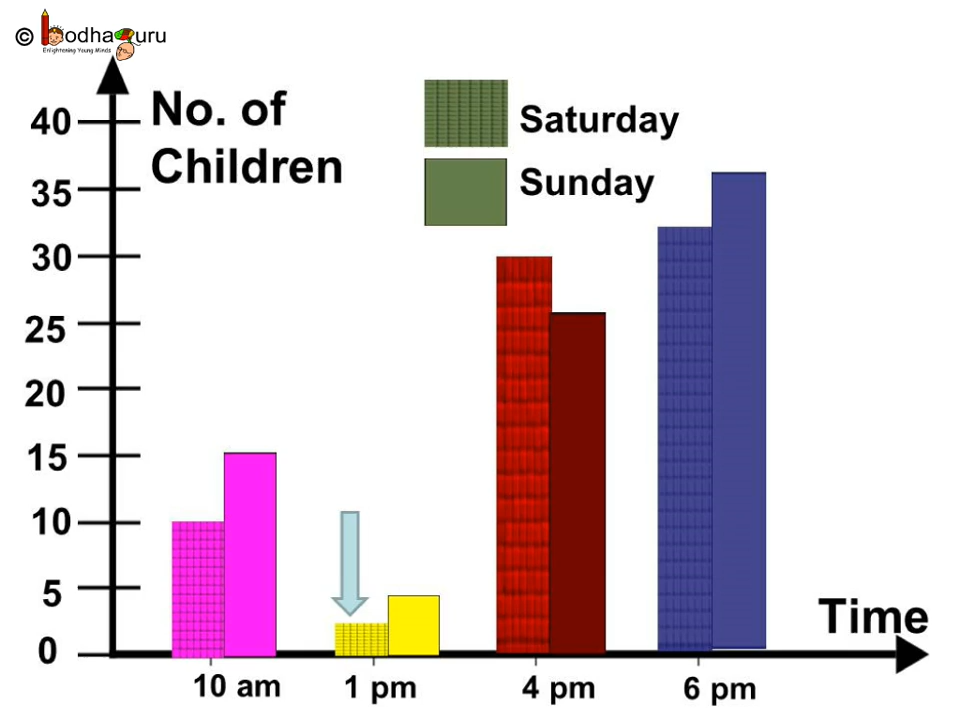 © BodhaGuru
Enlightening Young Minds
No. of
Children
Saturday
Sunday
40
35
30
25
20
15
10
5
0
Time
10 am
1 pm
4 pm
6 pm